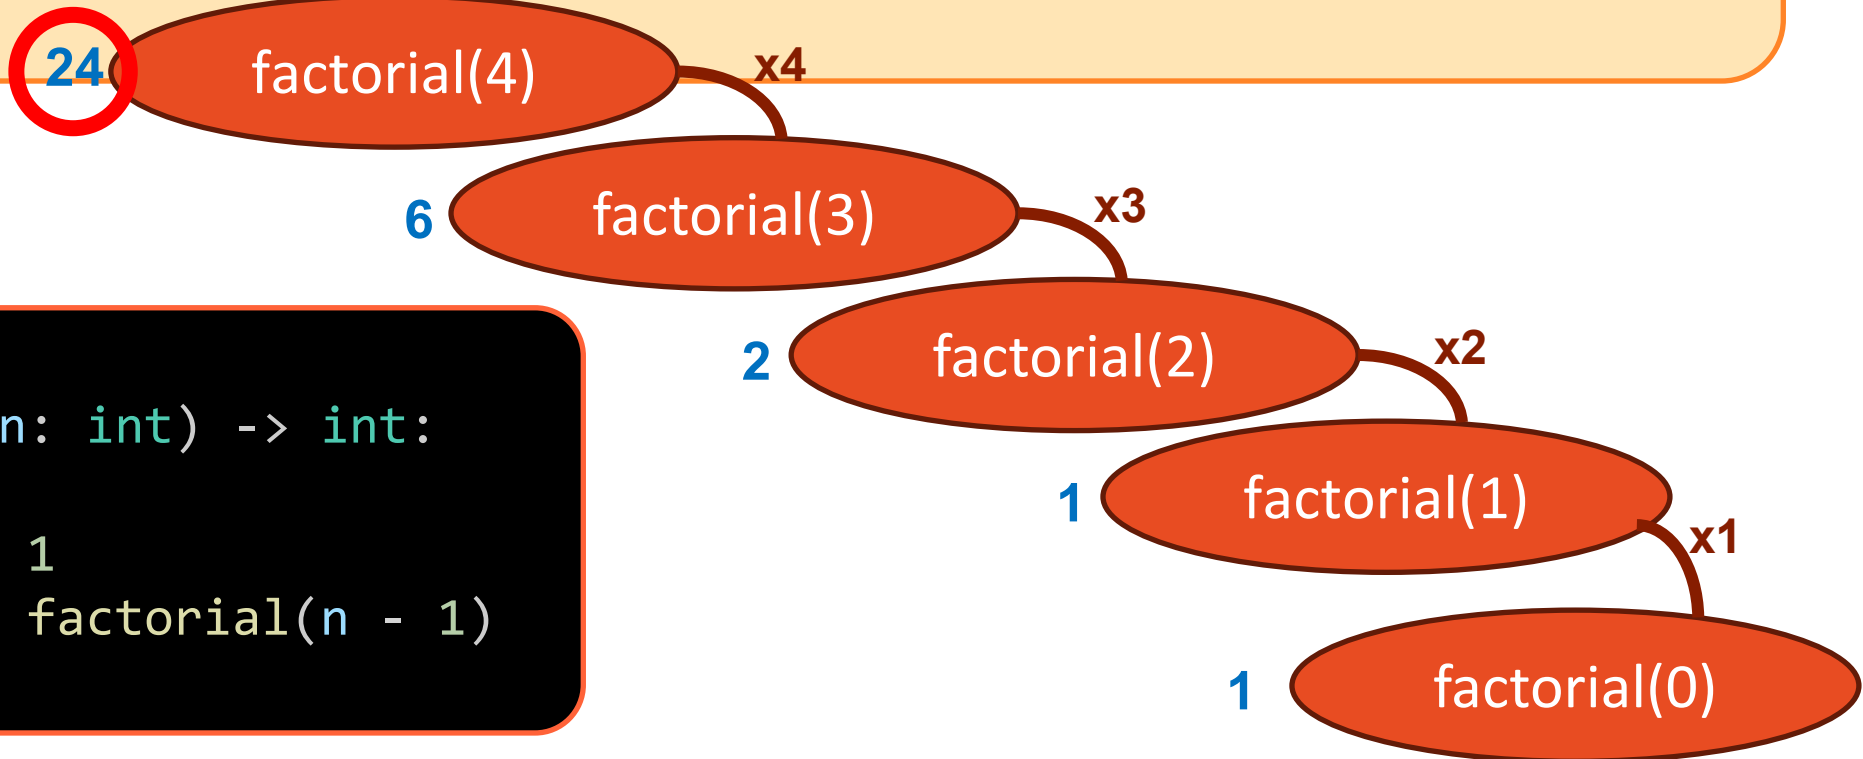 24 factorial(4) x4
6 factorial(3) x3
2 factorial(2) x2
n: int) -> int:
1 factorial(1) x1
1
factorial(n - 1)
1 factorial(0)